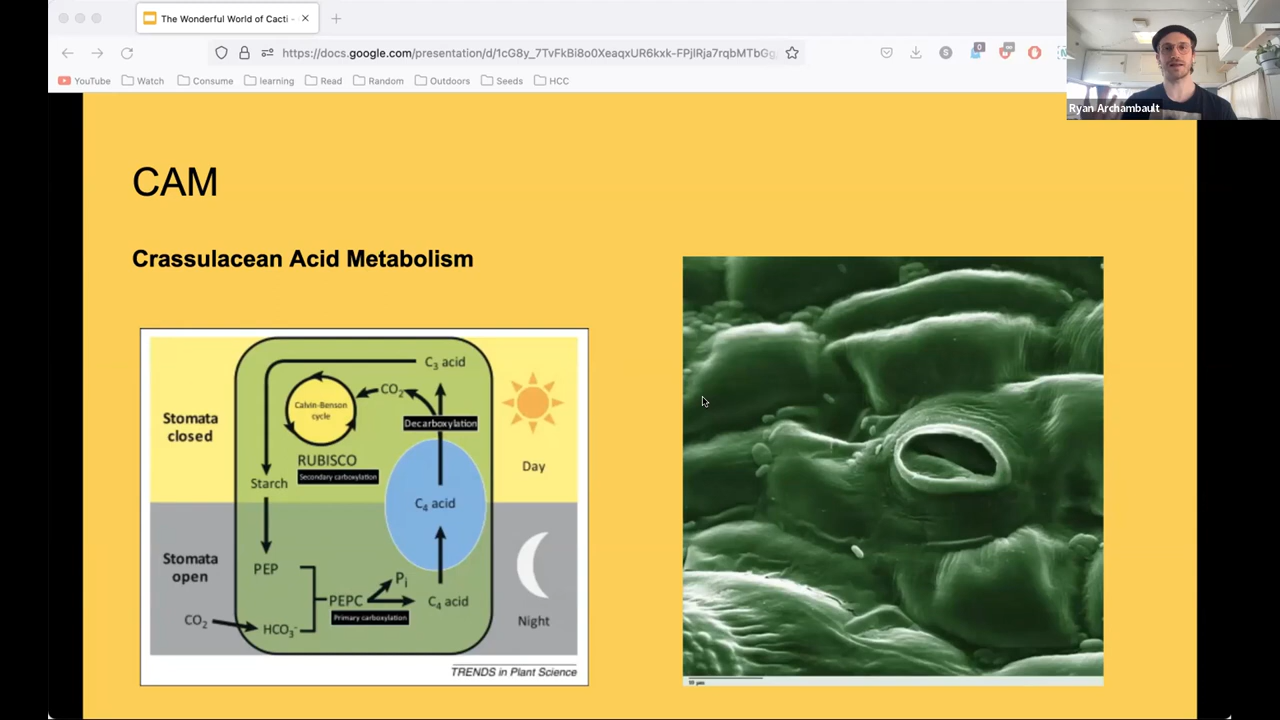 The Wonderful World of Cacti -
https://docs.google.com/presentation/d/1cG8y_7TvFkBi8o0XeaqxUR6kxk-FPjlRja7rqbMTbGg
YouTube Watch Consume learning Read Random Outdoors Seeds HCC
Ryan Archambault
CAM
Crassulacean Acid Metabolism
C3 acid
CO2
Calvin-Benson
cycle
Decarboxylation
Stomata
closed
RUBISCO
Secondary carboxylation
Day
Starch
C4 acid
Stomata
open
PEP
Pi
PEPC
C4 acid
Primary carboxylation
CO2
HCO3-
Night
TRENDS in Plant Science